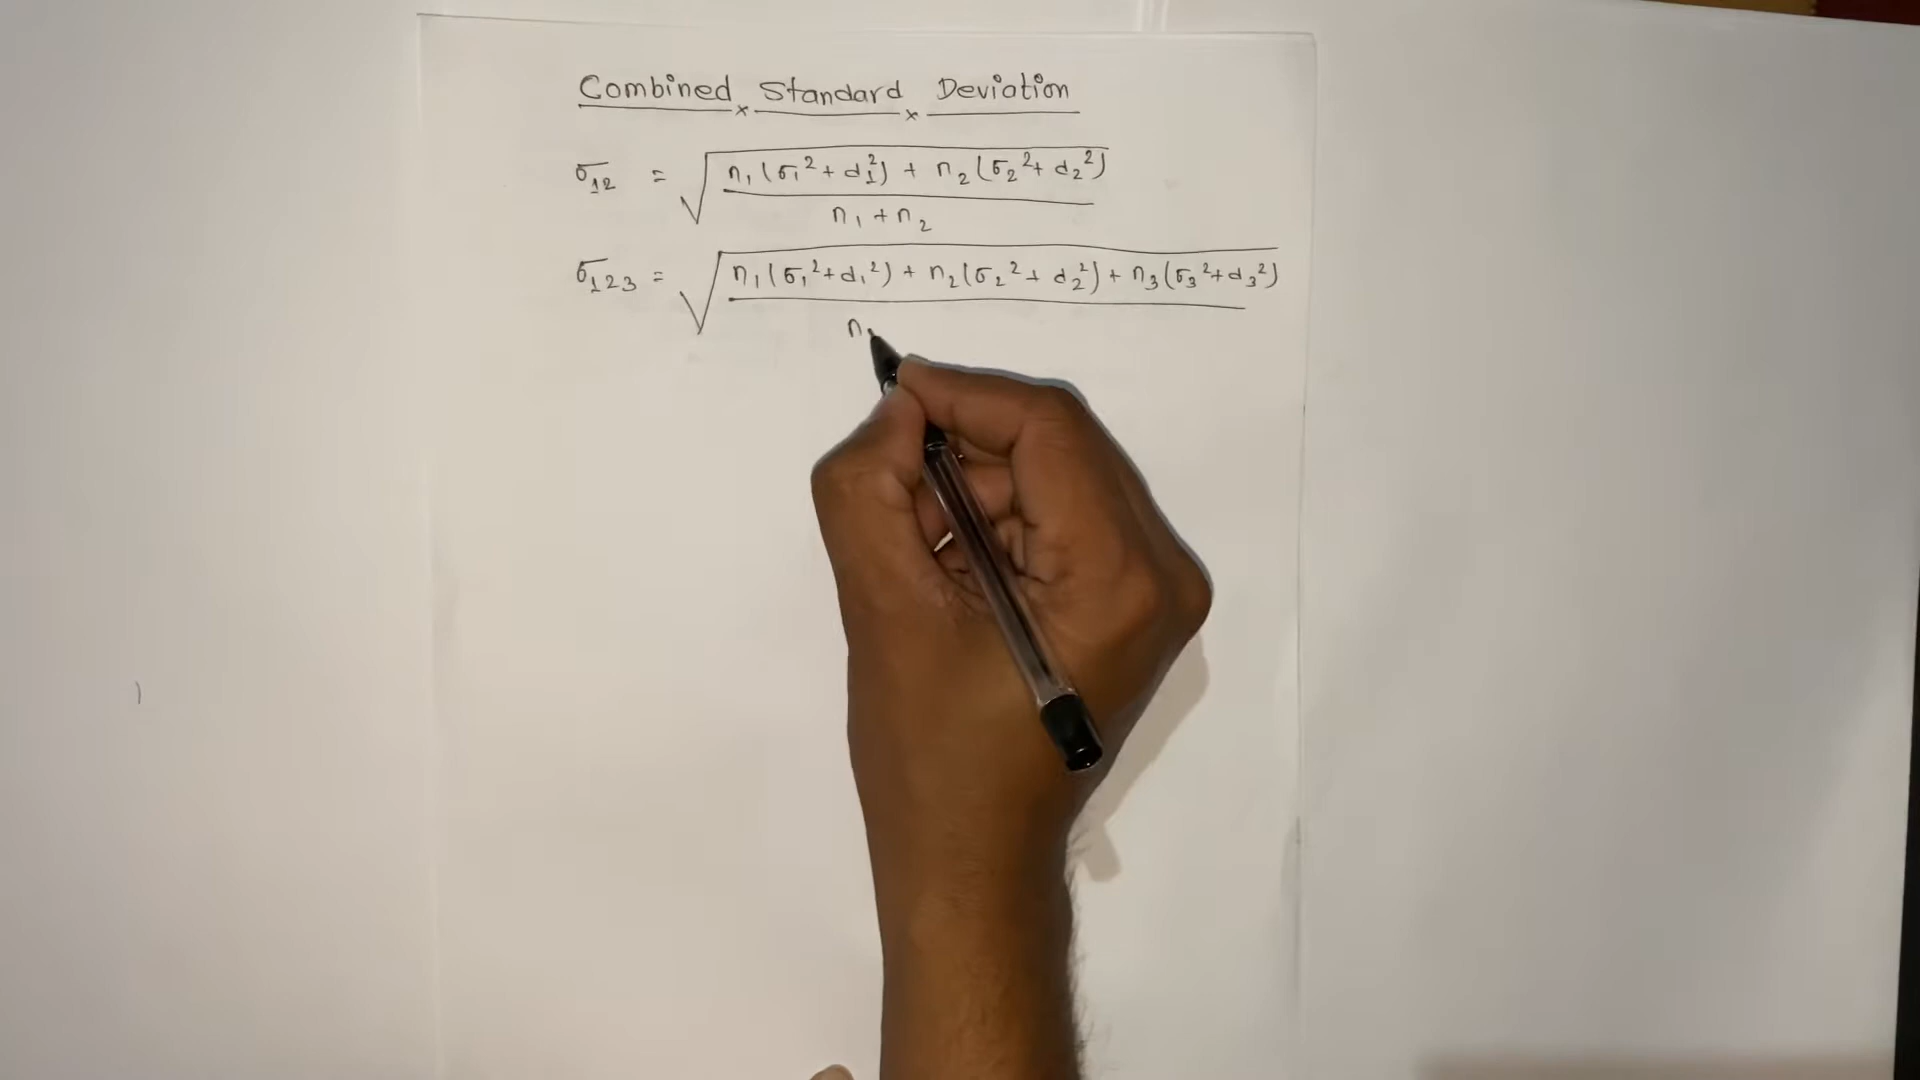 Combined Standard Deviation
σ₁₂ = √
n₁(σ₁² + d₁²) + n₂(σ₂² + d₂²)
n₁ + n₂
σ₁₂₃ = √
n₁(σ₁² + d₁²) + n₂(σ₂² + d₂²) + n₃(σ₃² + d₃²)
n